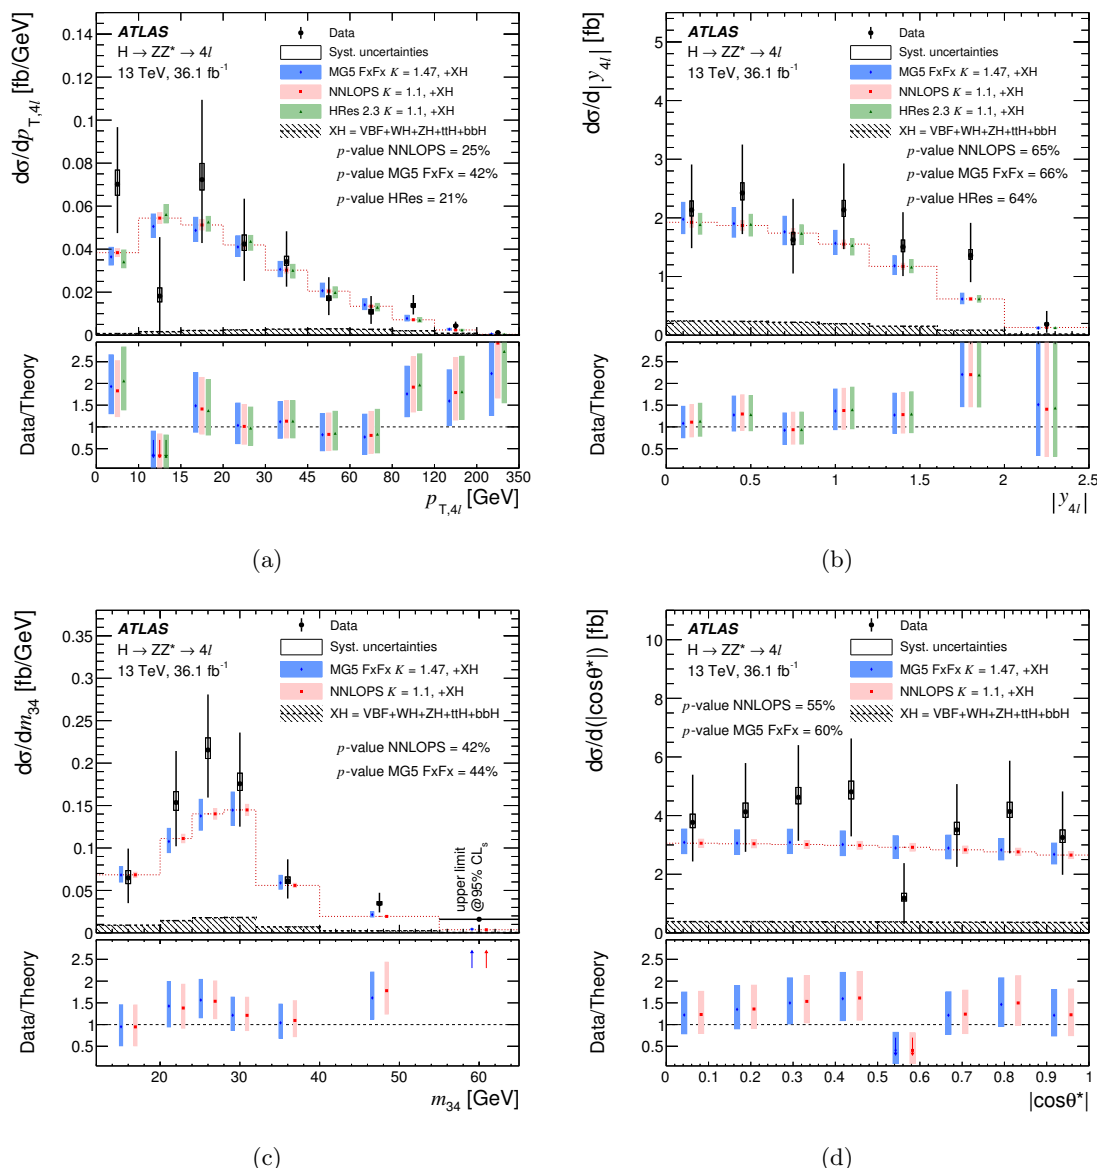 ATLAS
H → ZZ* → 4l
13 TeV, 36.1 fb⁻¹
Data
Syst. uncertainties
MG5 FxFx K = 1.47, +XH
NNLOPS K = 1.1, +XH
HRes 2.3 K = 1.1, +XH
XH = VBF+WH+ZH+ttH+bbH
p-value NNLOPS = 25%
p-value MG5 FxFx = 42%
p-value HRes = 21%
dσ/dp_T,4l [fb/GeV]
0.14
0.12
0.1
0.08
0.06
0.04
0.02
0
Data/Theory
2.5
2
1.5
1
0.5
0 10 15 20 30 45 60 80 120 200 350
p_T,4l [GeV]
(a)
ATLAS
H → ZZ* → 4l
13 TeV, 36.1 fb⁻¹
Data
Syst. uncertainties
MG5 FxFx K = 1.47, +XH
NNLOPS K = 1.1, +XH
HRes 2.3 K = 1.1, +XH
XH = VBF+WH+ZH+ttH+bbH
p-value NNLOPS = 65%
p-value MG5 FxFx = 66%
p-value HRes = 64%
dσ/d|y_4l| [fb]
5
4
3
2
1
0
Data/Theory
2.5
2
1.5
1
0.5
0 0.5 1 1.5 2 2.5
|y_4l|
(b)
ATLAS
H → ZZ* → 4l
13 TeV, 36.1 fb⁻¹
Data
Syst. uncertainties
MG5 FxFx K = 1.47, +XH
NNLOPS K = 1.1, +XH
XH = VBF+WH+ZH+ttH+bbH
p-value NNLOPS = 42%
p-value MG5 FxFx = 44%
upper limit
@95% CL_s
dσ/dm_34 [fb/GeV]
0.35
0.3
0.25
0.2
0.15
0.1
0.05
0
Data/Theory
2.5
2
1.5
1
0.5
20 30 40 50 60
m_34 [GeV]
(c)
ATLAS
H → ZZ* → 4l
13 TeV, 36.1 fb⁻¹
Data
Syst. uncertainties
MG5 FxFx K = 1.47, +XH
NNLOPS K = 1.1, +XH
XH = VBF+WH+ZH+ttH+bbH
p-value NNLOPS = 55%
p-value MG5 FxFx = 60%
dσ/d(|cosθ*|) [fb]
10
8
6
4
2
0
Data/Theory
2.5
2
1.5
1
0.5
0 0.1 0.2 0.3 0.4 0.5 0.6 0.7 0.8 0.9 1
|cosθ*|
(d)